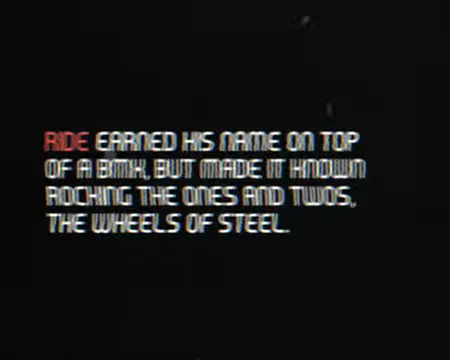 RIDE EARNED HIS NAME ON TOP
OF A BMX, BUT MADE IT KNOWN
ROCKING THE ONES AND TWOS,
THE WHEELS OF STEEL.